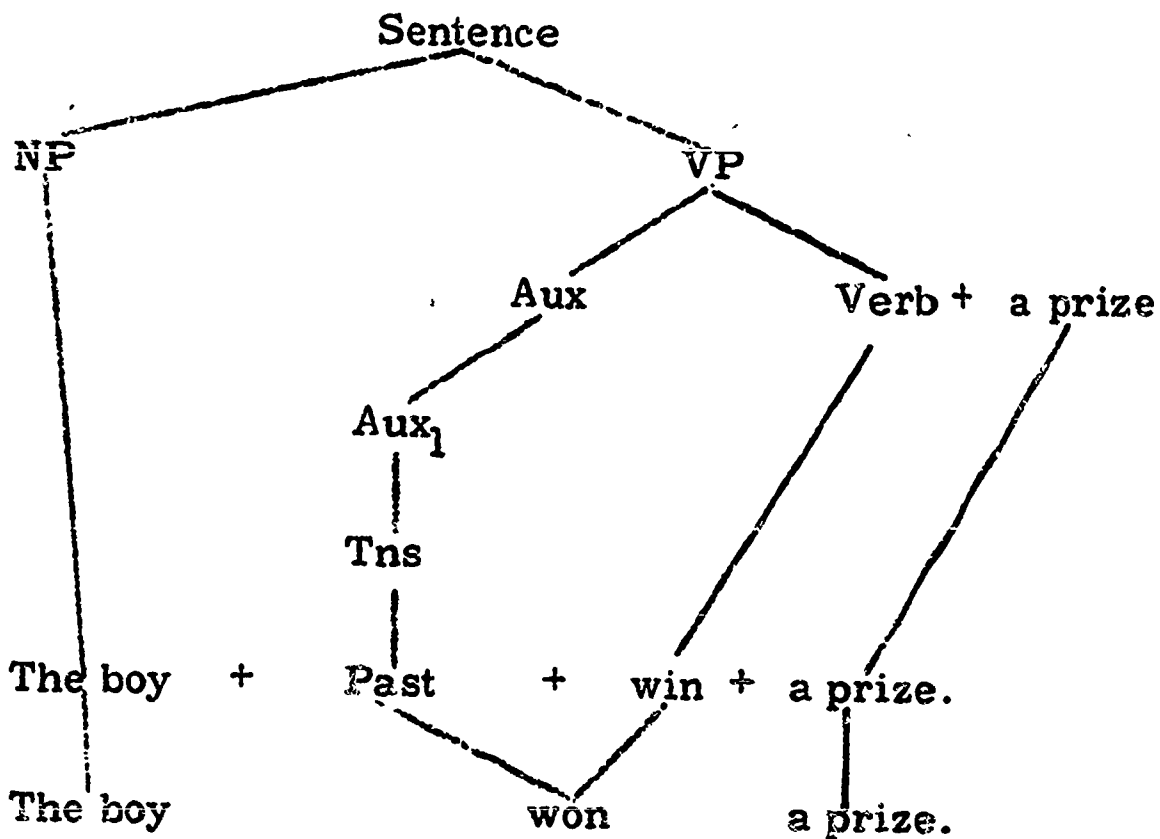 Sentence
NP VP
Aux Verb + a prize
Aux₁
Tns
The boy + Past + win + a prize.
The boy won a prize.